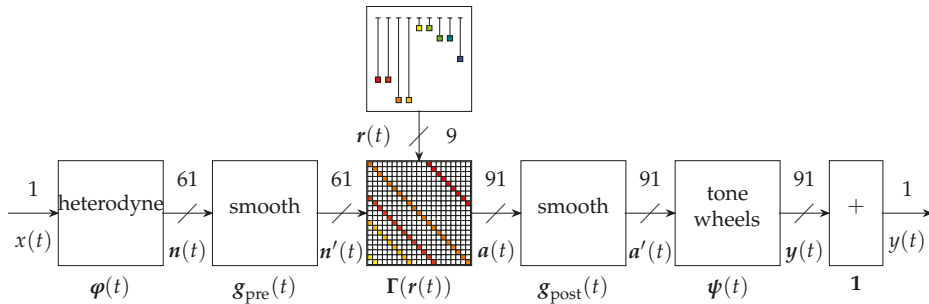 r(t)
9
1
61
61
91
91
91
1
heterodyne
smooth
smooth
tone
wheels
+
x(t)
n(t)
n′(t)
a(t)
a′(t)
y(t)
y(t)
φ(t)
g_pre(t)
Γ(r(t))
g_post(t)
ψ(t)
1